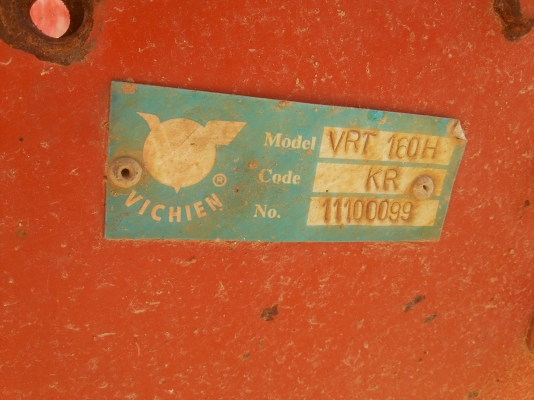 Model VRT 160H
Code KR
No. 11100099
VICHIEN ®